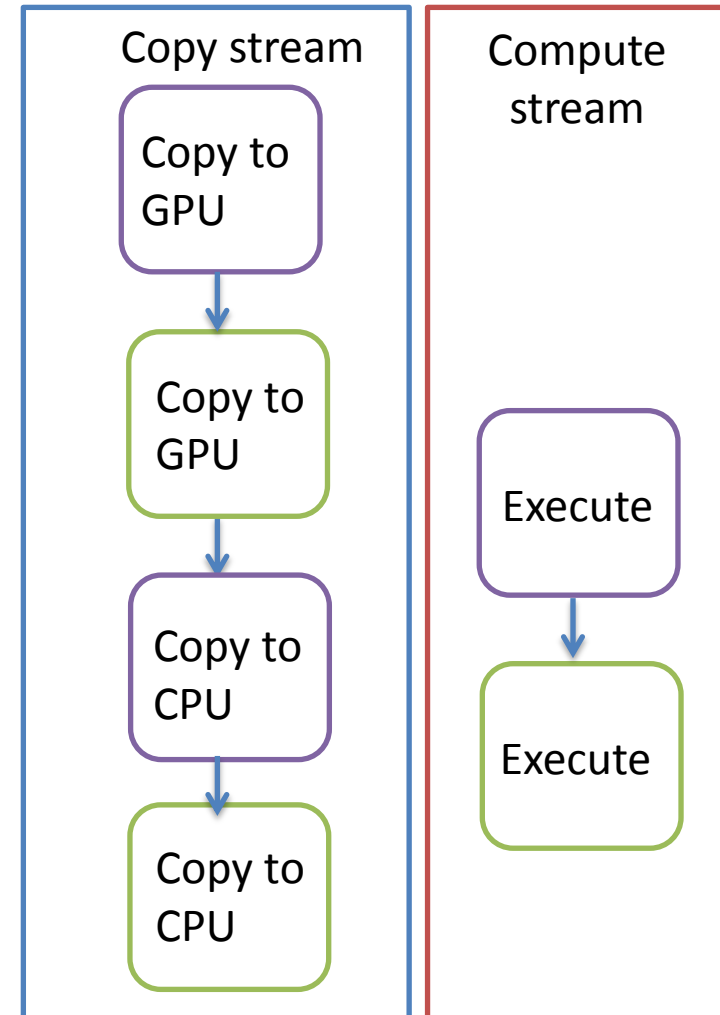 Copy stream
Copy to
GPU
Copy to
GPU
Copy to
CPU
Copy to
CPU
Compute
stream
Execute
Execute